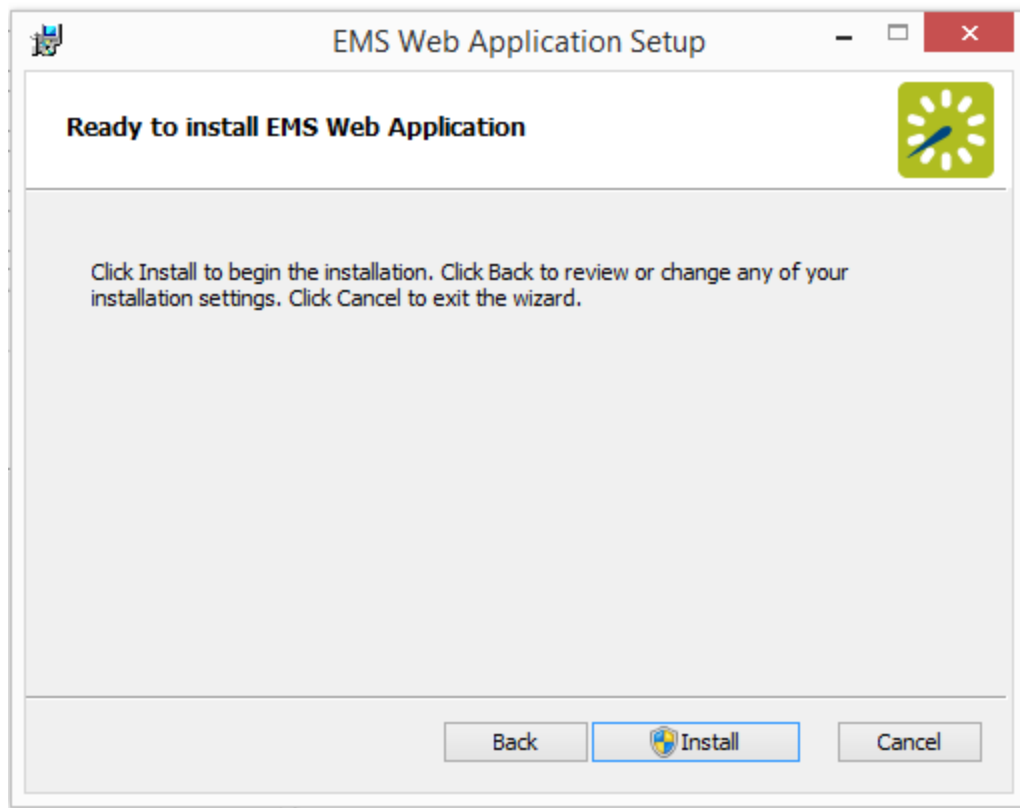 EMS Web Application Setup
Ready to install EMS Web Application
Click Install to begin the installation. Click Back to review or change any of your
installation settings. Click Cancel to exit the wizard.
Back
Install
Cancel